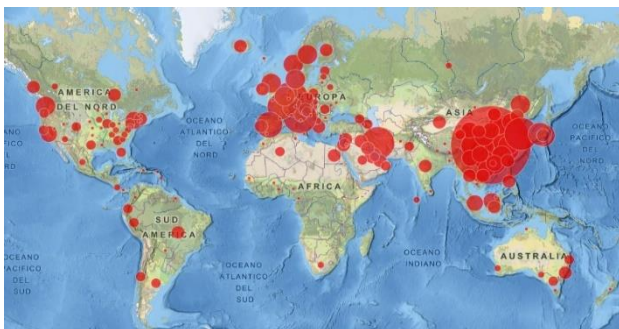 AMERICA
DEL NORD
EUROPA
ASIA
OCEANO
ATLANTICO
DEL
NORD
OCEANO
PACIFICO
DEL
NORD
AFRICA
SUD
AMERICA
OCEANO
INDIANO
AUSTRALIA
OCEANO
ATLANTICO
DEL
SUD
OCEANO
PACIFICO
DEL
SUD